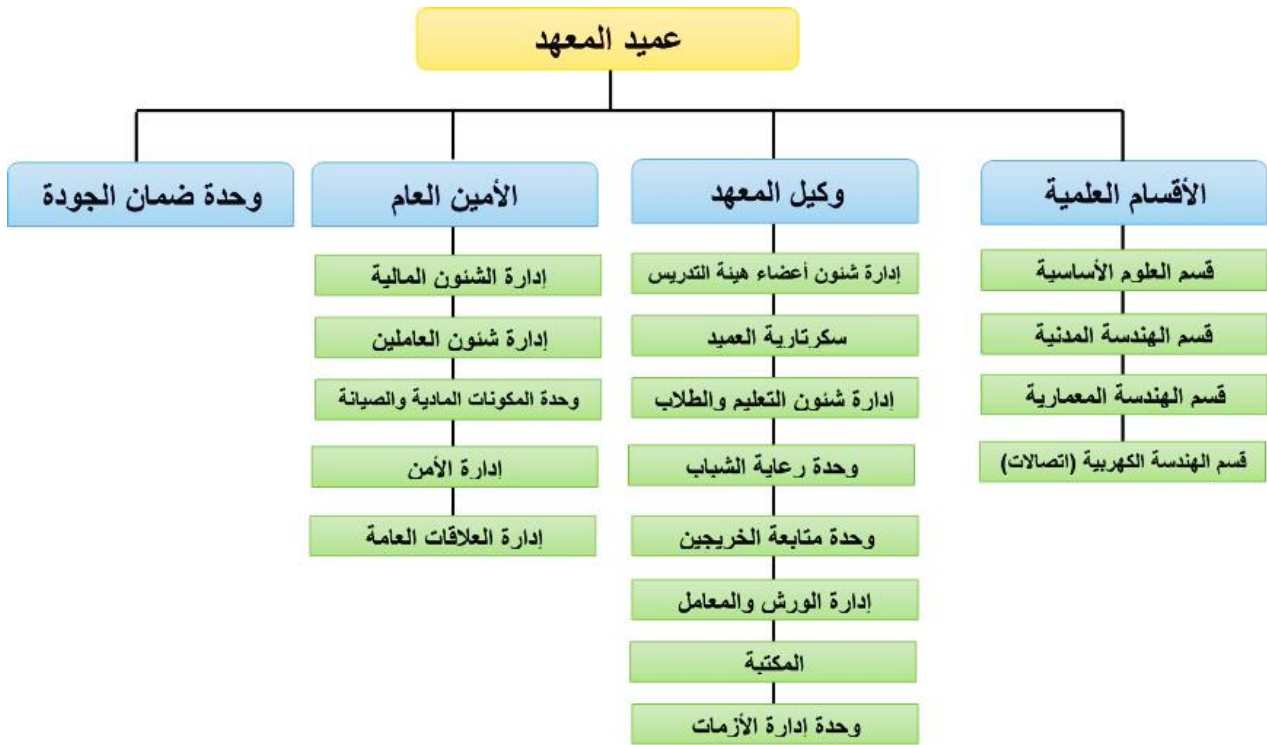 عميد المعهد
الأقسام العلمية
قسم العلوم الأساسية
قسم الهندسة المدنية
قسم الهندسة المعمارية
قسم الهندسة الكهربية (اتصالات)
وكيل المعهد
إدارة شئون أعضاء هيئة التدريس
سكرتارية العميد
إدارة شئون التعليم والطلاب
وحدة رعاية الشباب
وحدة متابعة الخريجين
إدارة الورش والمعامل
المكتبة
وحدة إدارة الأزمات
الأمين العام
إدارة الشئون المالية
إدارة شئون العاملين
وحدة المكونات المادية والصيانة
إدارة الأمن
إدارة العلاقات العامة
وحدة ضمان الجودة